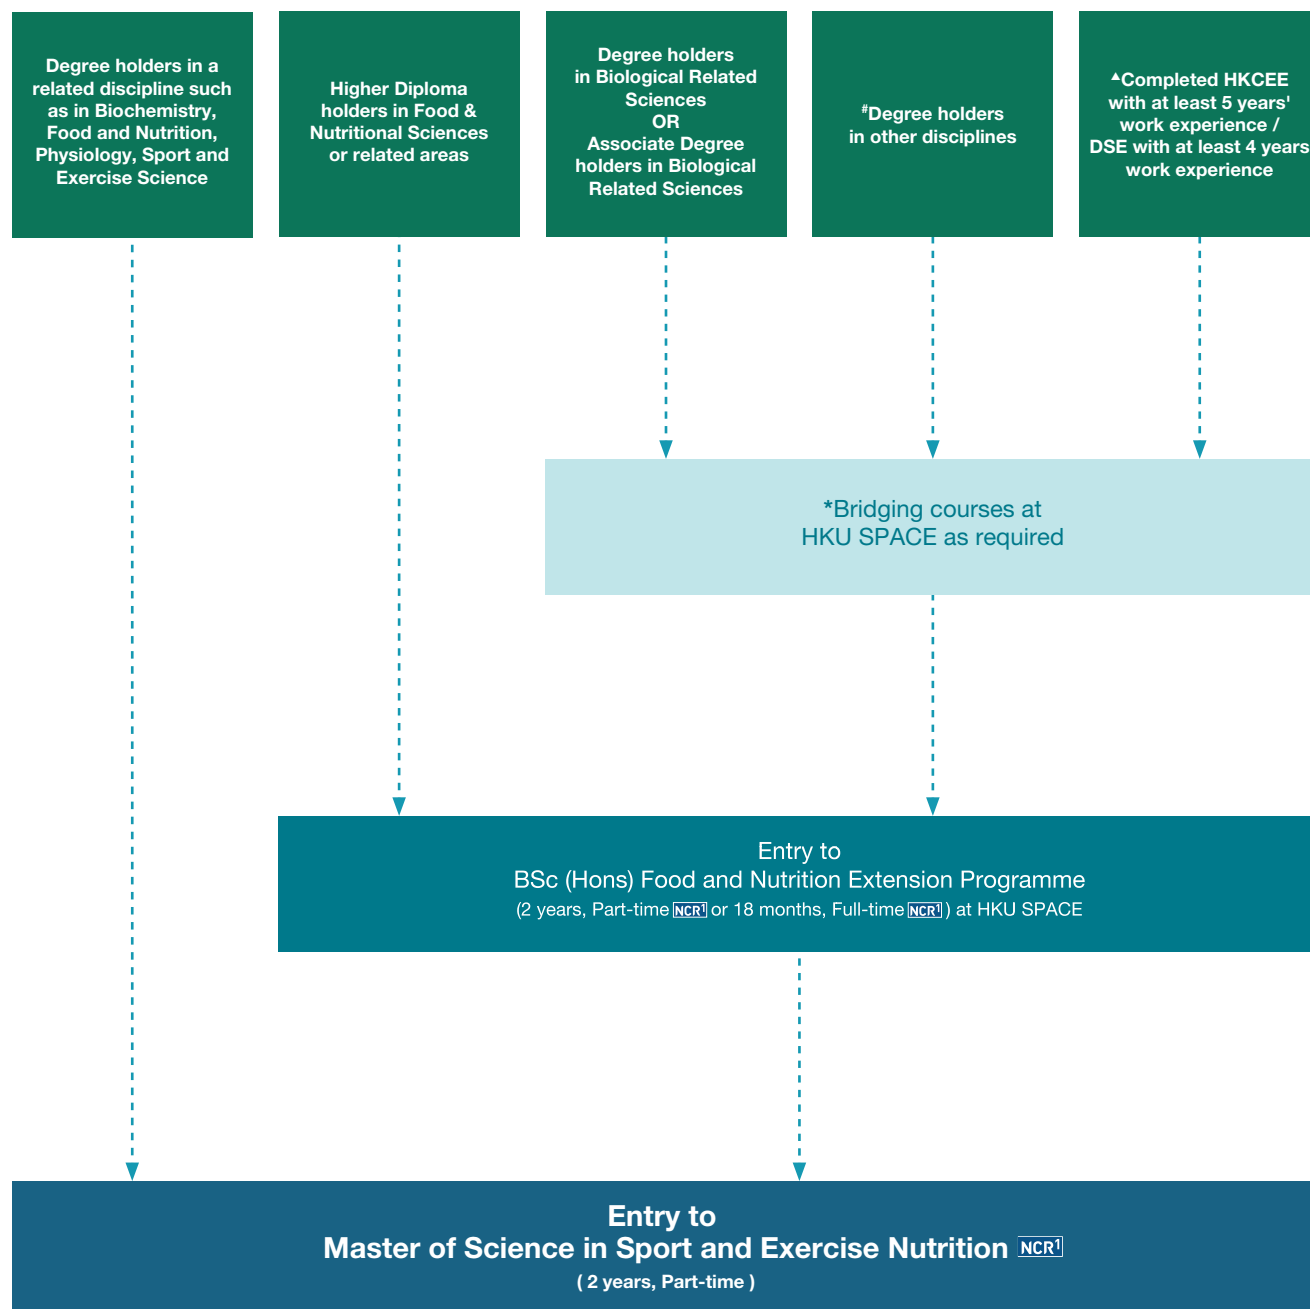 Degree holders in a
related discipline such
as in Biochemistry,
Food and Nutrition,
Physiology, Sport and
Exercise Science
Higher Diploma
holders in Food &
Nutritional Sciences
or related areas
Degree holders
in Biological Related
Sciences
OR
Associate Degree
holders in Biological
Related Sciences
#Degree holders
in other disciplines
▲Completed HKCEE
with at least 5 years'
work experience /
DSE with at least 4 years
work experience
*Bridging courses at
HKU SPACE as required
Entry to
BSc (Hons) Food and Nutrition Extension Programme
(2 years, Part-time NCR1 or 18 months, Full-time NCR1 ) at HKU SPACE
Entry to
Master of Science in Sport and Exercise Nutrition NCR1
( 2 years, Part-time )